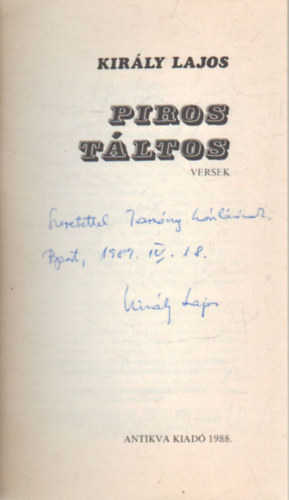 KIRÁLY LAJOS
PIROS
TÁLTOS
VERSEK
Szeretettel
Bpest, 1989. IV. 18.
Király Lajos
ANTIKVA KIADÓ 1988.